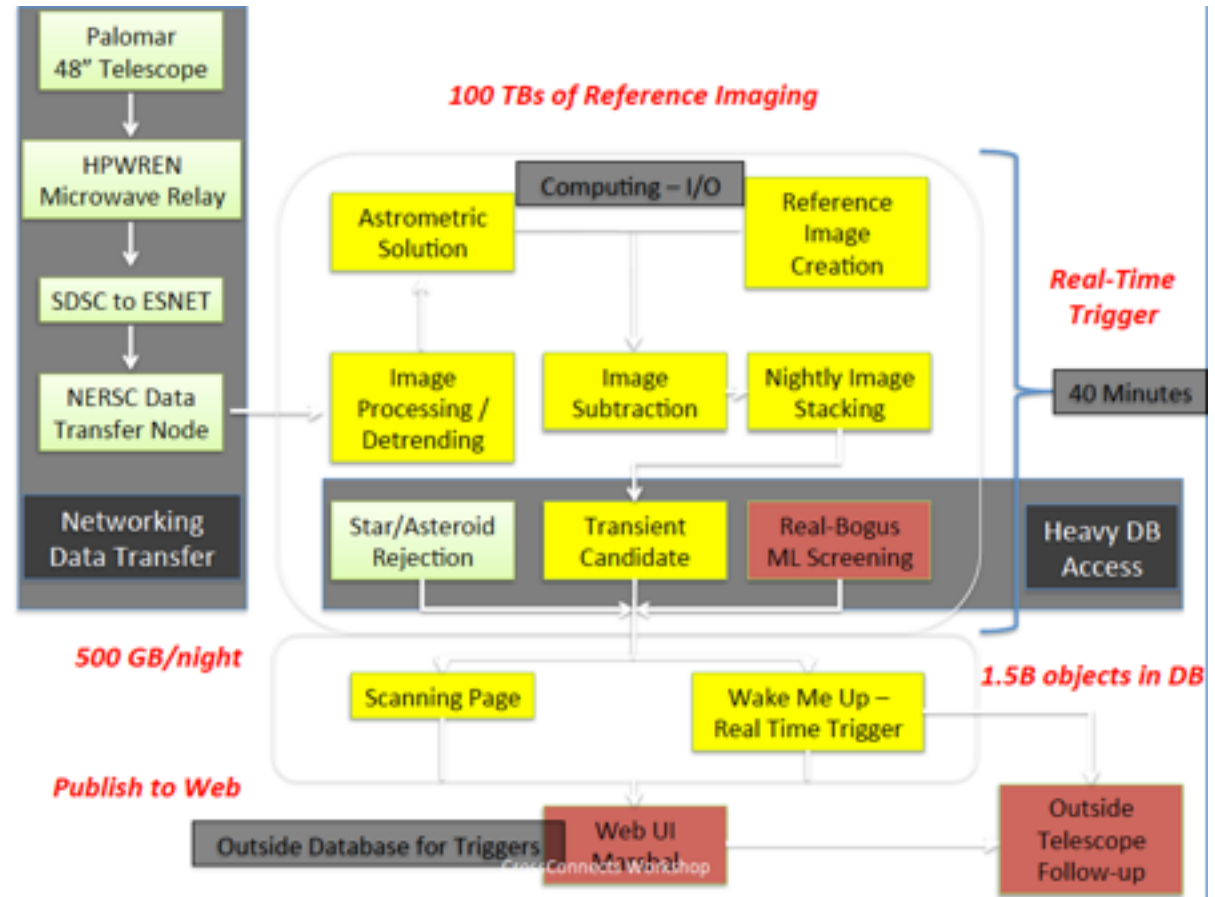 Palomar
48" Telescope
100 TBs of Reference Imaging
HPWREN
Microwave Relay
Computing – I/O
Astrometric
Solution
Reference
Image
Creation
SDSC to ESNET
Real-Time
Trigger
NERSC Data
Transfer Node
Image
Processing /
Detrending
Image
Subtraction
Nightly Image
Stacking
40 Minutes
Networking
Data Transfer
Star/Asteroid
Rejection
Transient
Candidate
Real-Bogus
ML Screening
Heavy DB
Access
500 GB/night
1.5B objects in DB
Scanning Page
Wake Me Up –
Real Time Trigger
Publish to Web
Outside Database for Triggers
Web UI
CrossConnects Workshop
Outside
Telescope
Follow-up